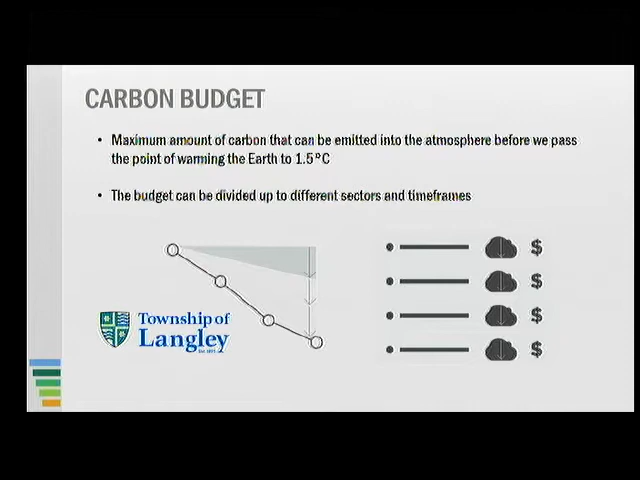 CARBON BUDGET
• Maximum amount of carbon that can be emitted into the atmosphere before we pass
the point of warming the Earth to 1.5ºC
• The budget can be divided up to different sectors and timeframes
$
$
$
$
Township of
Langley